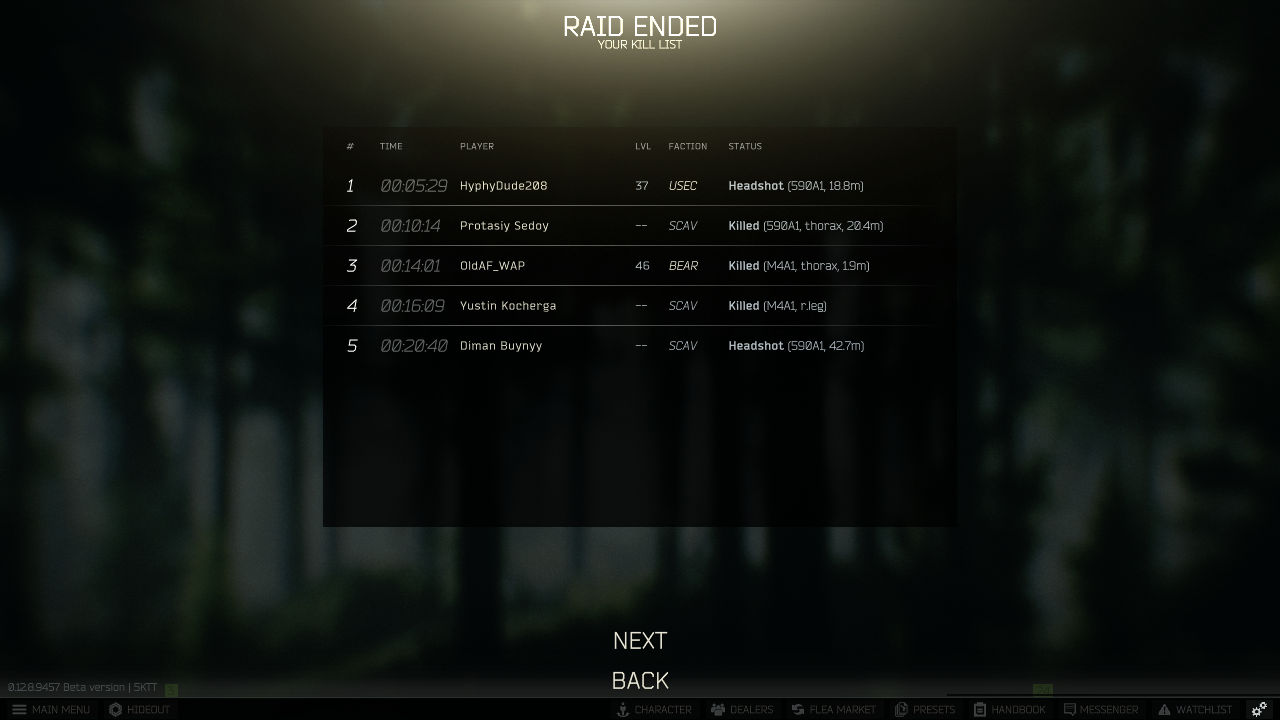 RAID ENDED
YOUR KILL LIST
# TIME PLAYER LVL FACTION STATUS
1 00:05:29 HyphyDude208 37 USEC Headshot (590A1, 18.8m)
2 00:10:14 Protasiy Sedoy -- SCAV Killed (590A1, thorax, 20.4m)
3 00:14:01 OldAF_WAP 46 BEAR Killed (M4A1, thorax, 1.9m)
4 00:16:09 Yustin Kocherga -- SCAV Killed (M4A1, r.leg)
5 00:20:40 Diman Buynyy -- SCAV Headshot (590A1, 42.7m)
NEXT
BACK
0.12.8.9457 Beta version | 5KTT
MAIN MENU HIDEOUT CHARACTER DEALERS FLEA MARKET PRESETS HANDBOOK MESSENGER WATCHLIST